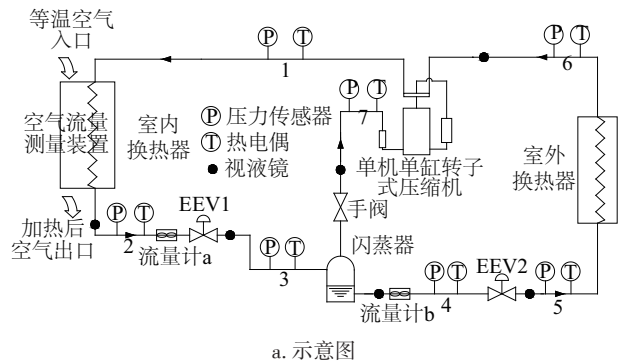 等温空气
入口
P T
1
P T
6
P T
7
空气流量
测量装置
室内
换热器
P 压力传感器
T 热电偶
视液镜
单机单缸转子
式压缩机
室外
换热器
手阀
加热后
空气出口
P T
2
流量计a
EEV1
P T
3
闪蒸器
流量计b
P T
4
EEV2
P T
5
a. 示意图